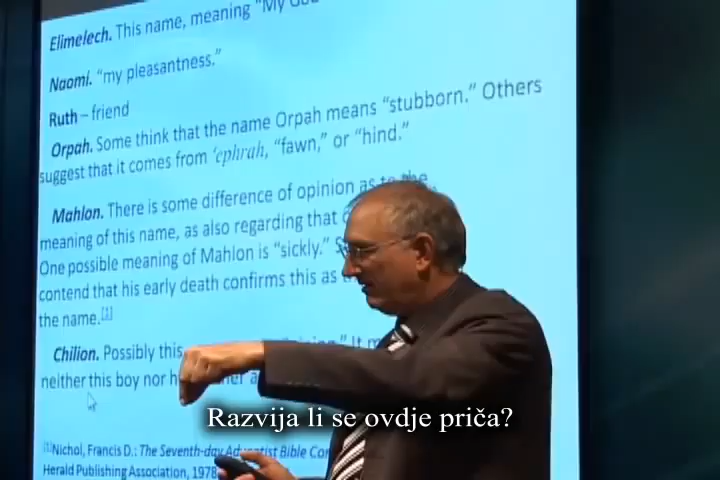 Elimelech. This name, meaning "My God
Naomi. "my pleasantness."
Ruth – friend
Orpah. Some think that the name Orpah means "stubborn." Others
suggest that it comes from 'ephrah, "fawn," or "hind."
Mahlon. There is some difference of opinion as to the
meaning of this name, as also regarding that
One possible meaning of Mahlon is "sickly."
contend that his early death confirms this as
the name.[1]
Chilion. Possibly this It
neither this boy nor
Razvija li se ovdje priča?
[1]Nichol, Francis D.: The Seventh-day Adventist Bible
Herald Publishing Association, 1978